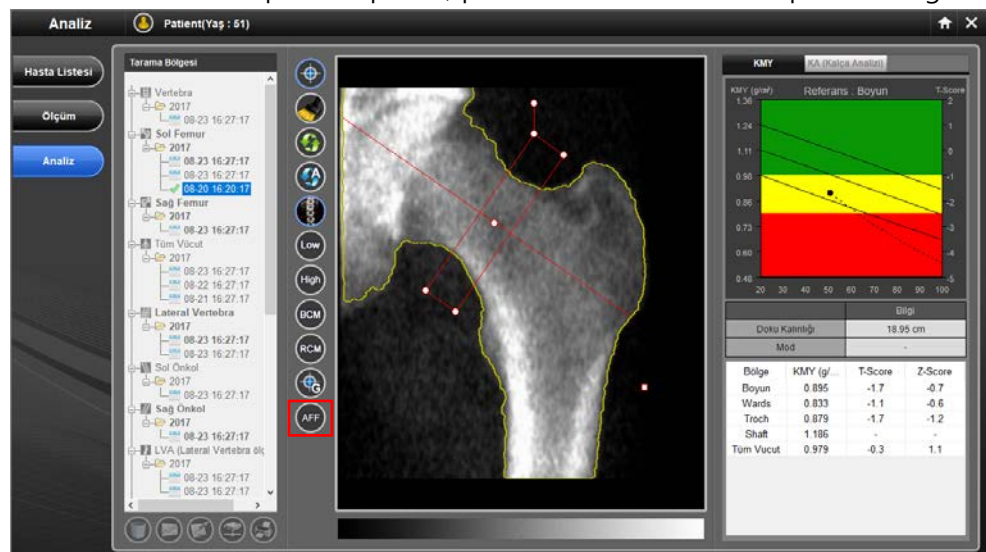 Analiz
Patient(Yaş : 51)
Hasta Listesi
Ölçüm
Analiz
Tarama Bölgesi
Vertebra
2017
08-23 16:27:17
Sol Femur
2017
08-23 16:27:17
08-23 16:27:17
08-20 16:20:17
Sağ Femur
2017
08-23 16:27:17
Tüm Vücut
2017
08-23 16:27:17
08-22 16:27:17
08-21 16:27:17
Lateral Vertebra
2017
08-23 16:27:17
08-23 16:27:17
Sol Önkol
2017
08-23 16:27:17
Sağ Önkol
2017
08-23 16:27:17
LVA (Lateral Vertebra ölç
2017
08-23 16:27:17
08-23 16:27:17
Low
High
BCM
RCM
G
AFF
KMY
KA (Kalça Analizi)
KMY (g/㎠) Referans : Boyun T-Score
1.36 2
1.24 1
1.11 0
0.98 -1
0.86 -2
0.73 -3
0.60 -4
0.48 -5
20 30 40 50 60 70 80 90 100
Bilgi
Doku Kalınlığı 18.95 cm
Mod -
Bölge KMY (g/... T-Score Z-Score
Boyun 0.895 -1.7 -0.7
Wards 0.833 -1.1 -0.6
Troch 0.879 -1.7 -1.2
Shaft 1.186 - -
Tüm Vucut 0.979 -0.3 1.1